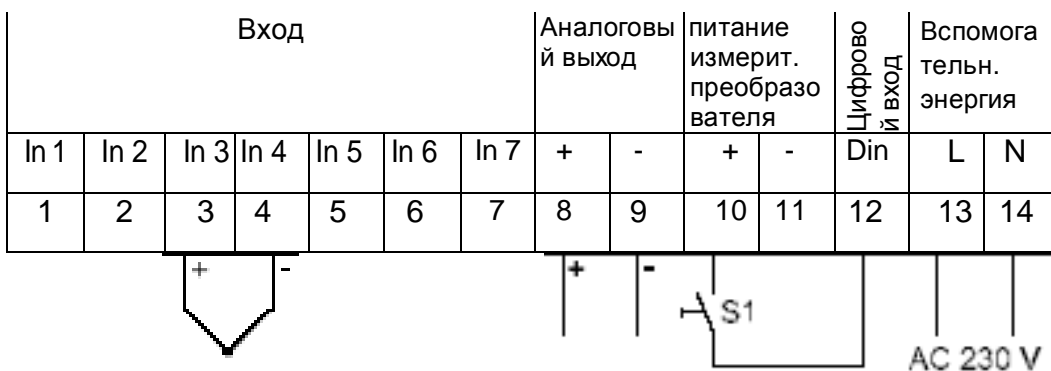 Вход
Аналоговы
й выход
питание
измерит.
преобразо
вателя
Цифрово
й вход
Вспомога
тельн.
энергия
In 1 In 2 In 3 In 4 In 5 In 6 In 7 + - + - Din L N
1 2 3 4 5 6 7 8 9 10 11 12 13 14
+ - + -
S1
AC 230 V